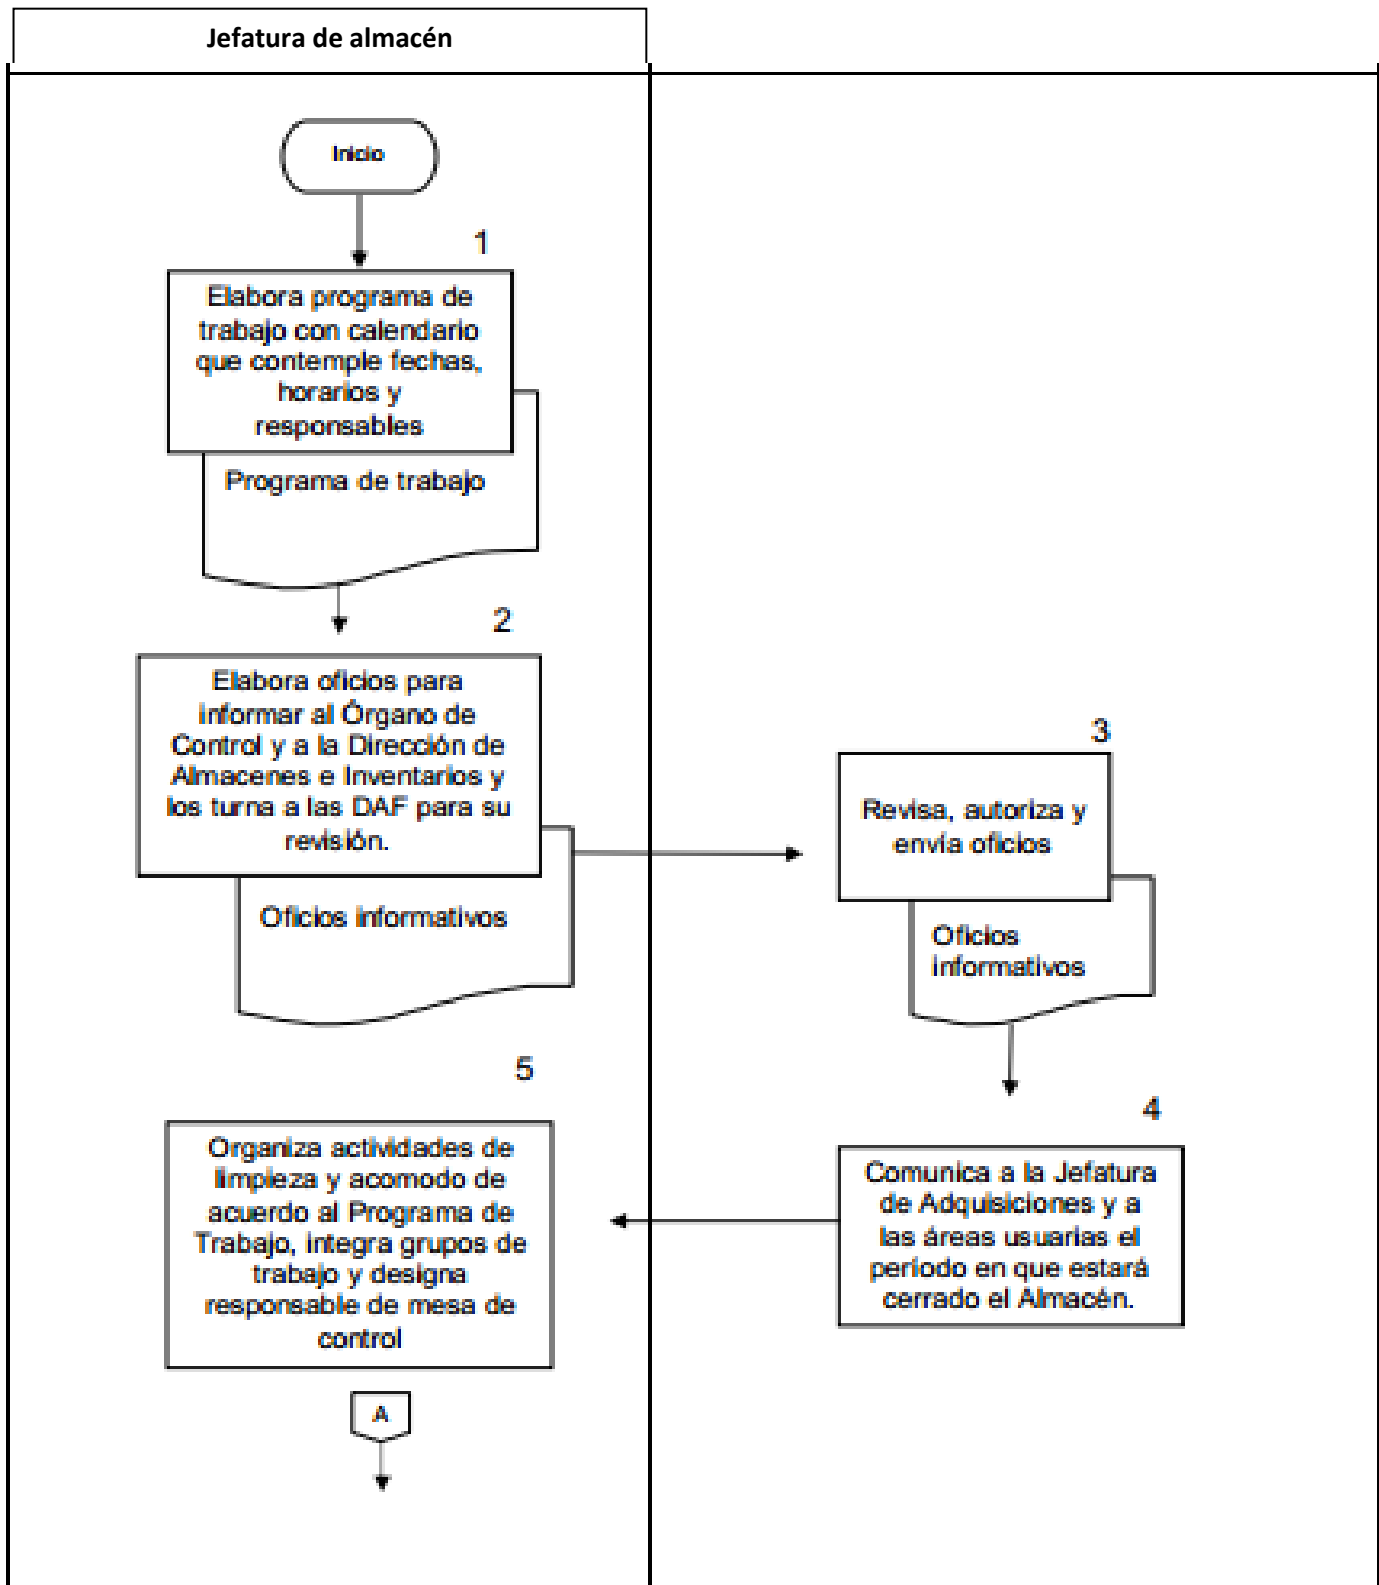 Jefatura de almacén
Inicio
1
Elabora programa de
trabajo con calendario
que contemple fechas,
horarios y
responsables
Programa de trabajo
2
Elabora oficios para
informar al Órgano de
Control y a la Dirección de
Almacenes e Inventarios y
los turna a las DAF para su
revisión.
Oficios informativos
3
Revisa, autoriza y
envía oficios
Oficios
informativos
4
Comunica a la Jefatura
de Adquisiciones y a
las áreas usuarias el
período en que estará
cerrado el Almacén.
5
Organiza actividades de
limpieza y acomodo de
acuerdo al Programa de
Trabajo, integra grupos de
trabajo y designa
responsable de mesa de
control
A